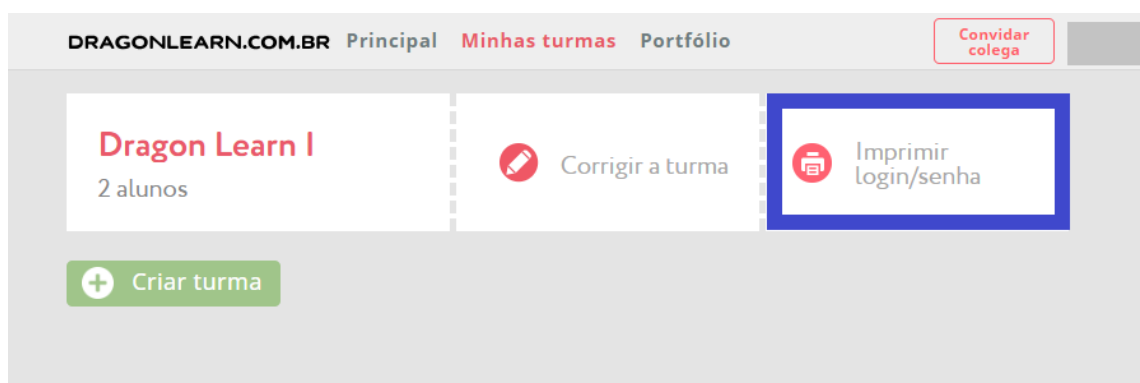 DRAGONLEARN.COM.BR Principal Minhas turmas Portfólio
Convidar
colega
Dragon Learn I
2 alunos
Corrigir a turma
Imprimir
login/senha
Criar turma